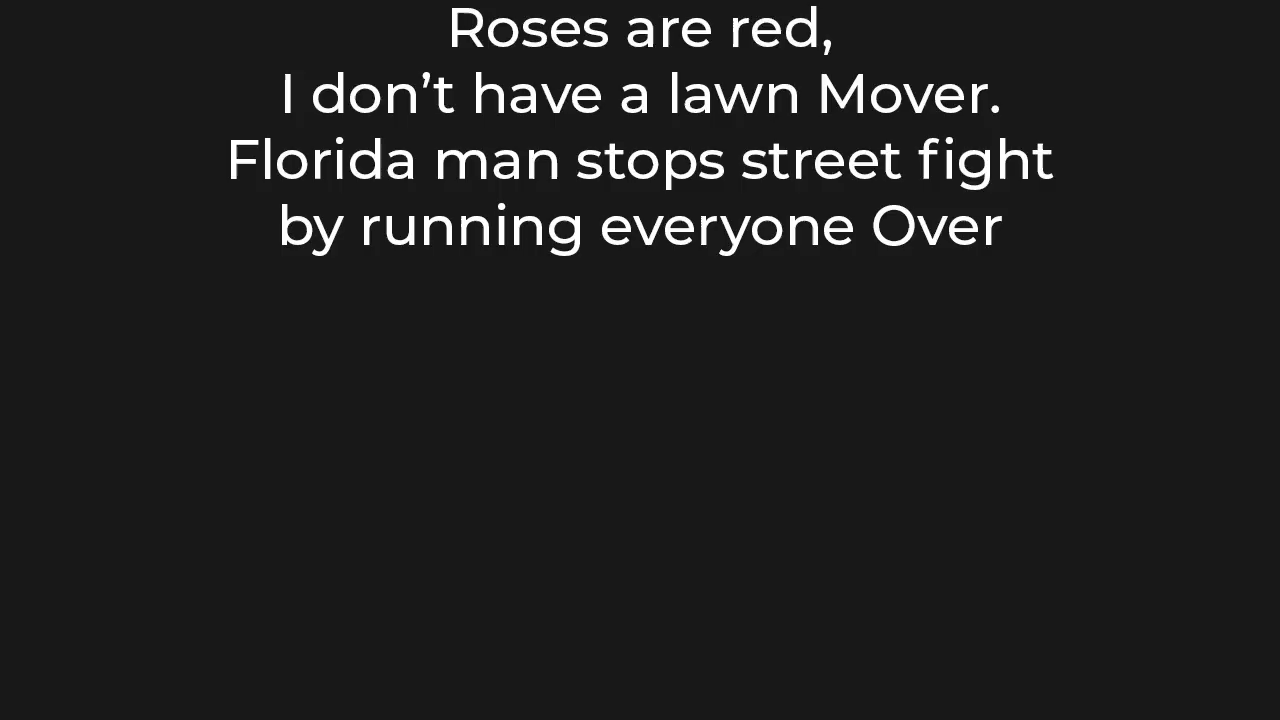 Roses are red,
I don’t have a lawn Mover.
Florida man stops street fight
by running everyone Over